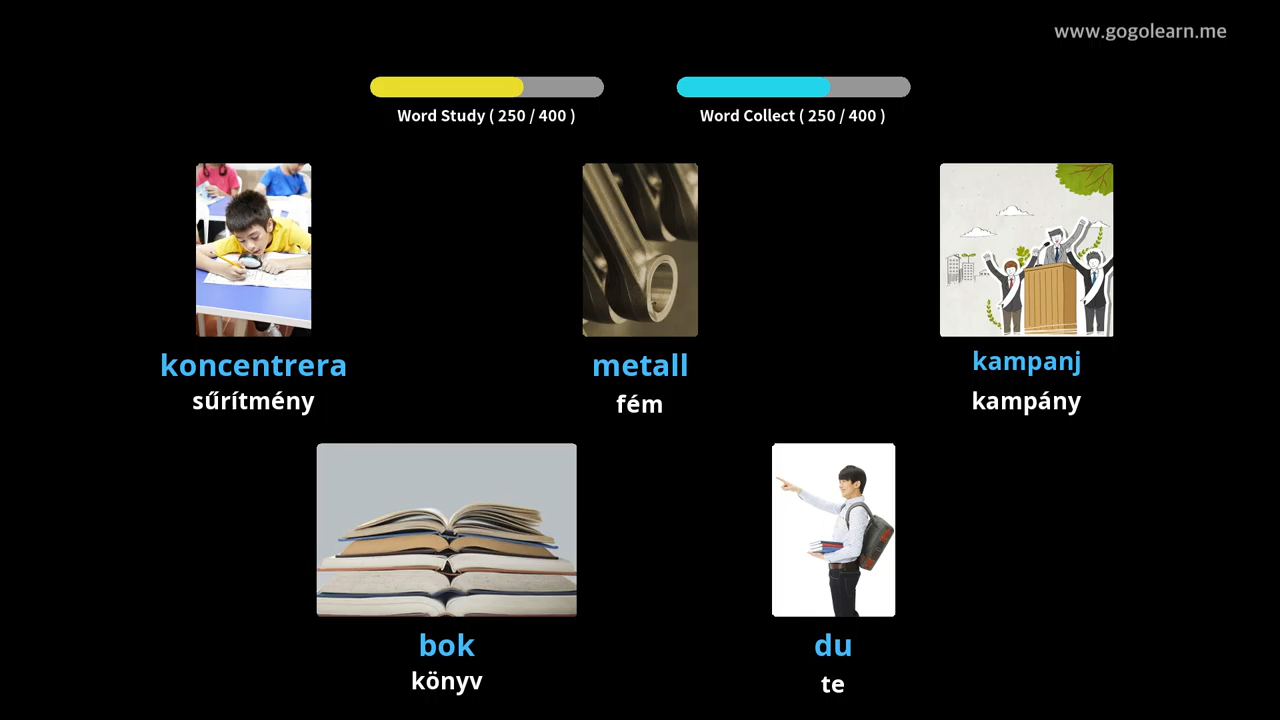 www.gogolearn.me
Word Study ( 250 / 400 )
Word Collect ( 250 / 400 )
koncentrera
sűrítmény
metall
fém
kampanj
kampány
bok
könyv
du
te